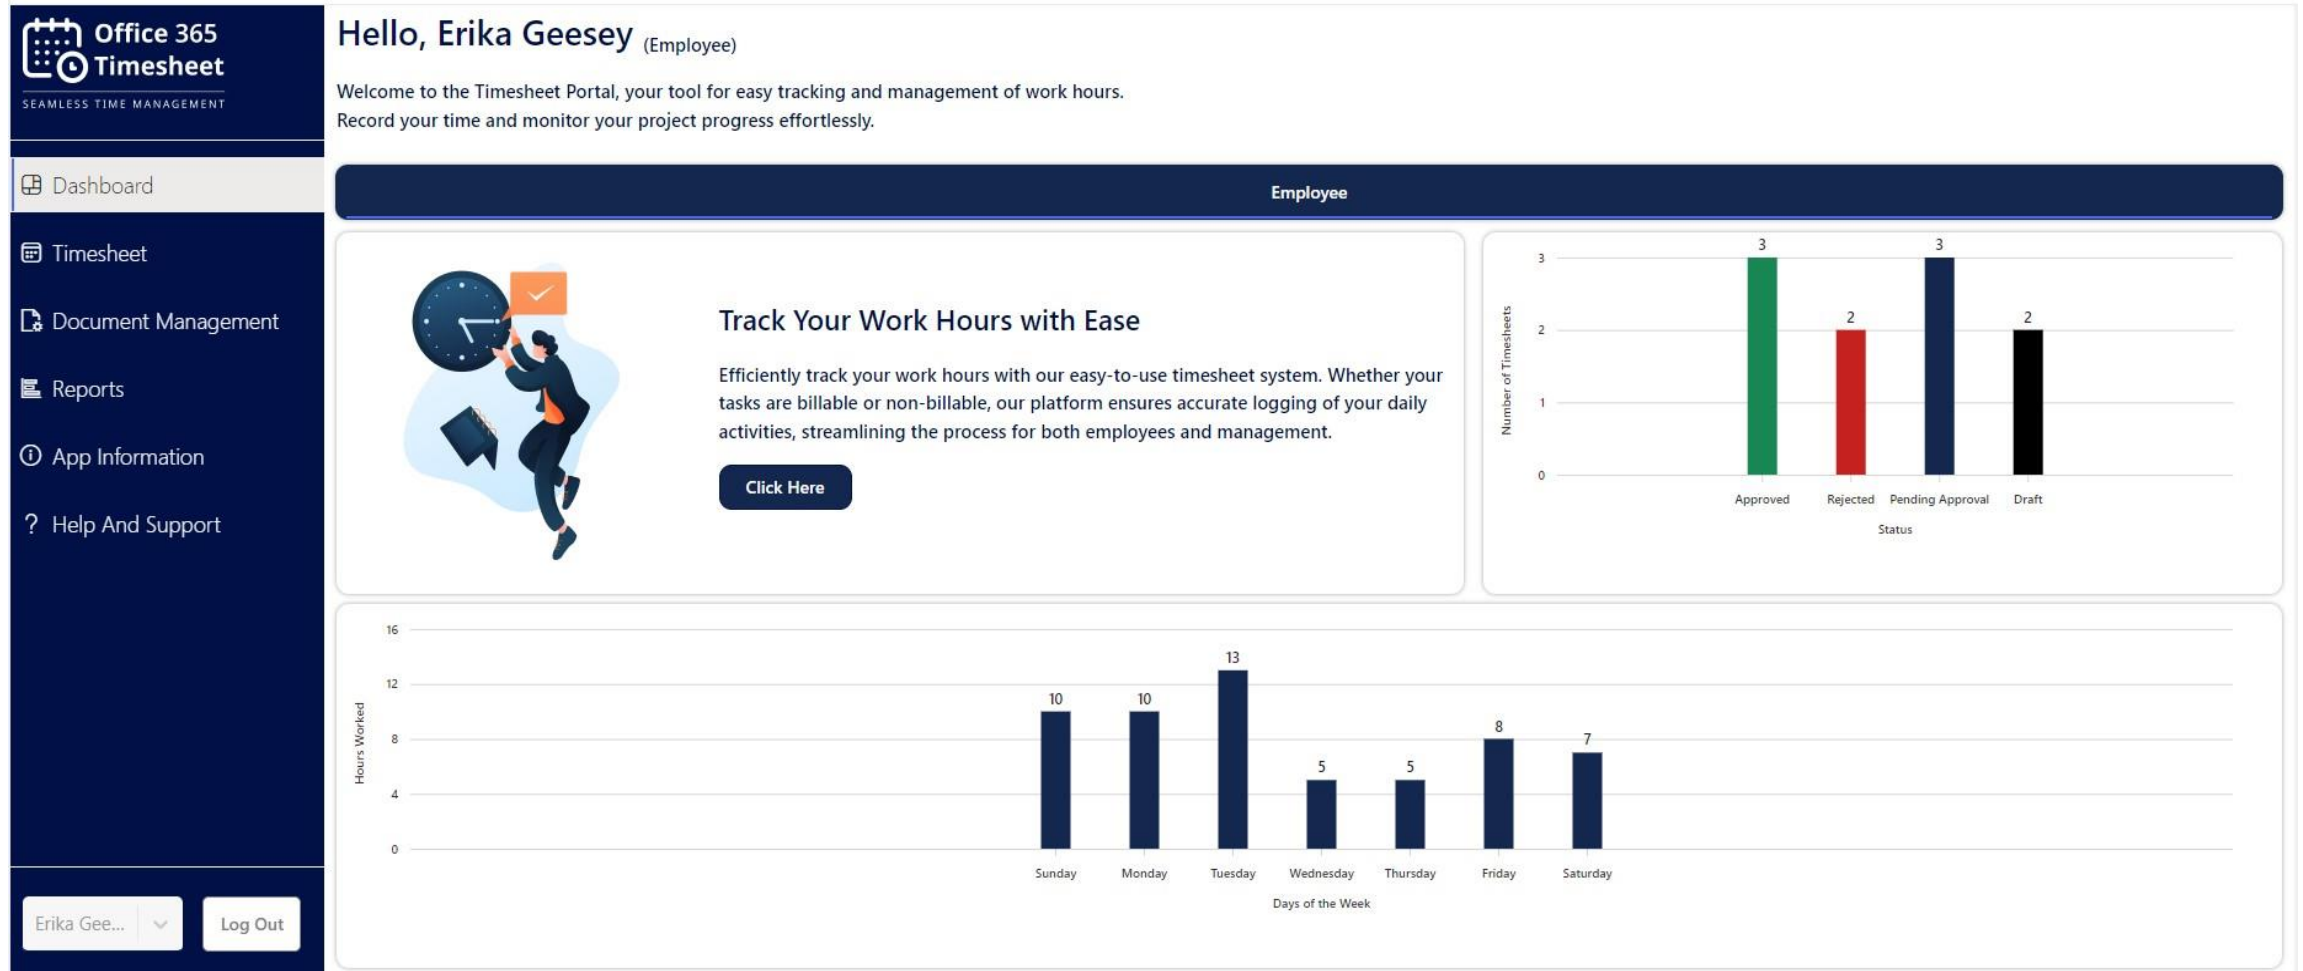 Office 365
Timesheet
SEAMLESS TIME MANAGEMENT
Dashboard
Timesheet
Document Management
Reports
App Information
Help And Support
Erika Gee...
Log Out
Hello, Erika Geesey (Employee)
Welcome to the Timesheet Portal, your tool for easy tracking and management of work hours.
Record your time and monitor your project progress effortlessly.
Employee
Track Your Work Hours with Ease
Efficiently track your work hours with our easy-to-use timesheet system. Whether your
tasks are billable or non-billable, our platform ensures accurate logging of your daily
activities, streamlining the process for both employees and management.
Click Here
Number of Timesheets
3
2
1
0
3
2
3
2
Approved Rejected Pending Approval Draft
Status
Hours Worked
16
12
8
4
0
10
10
13
5
5
8
7
Sunday Monday Tuesday Wednesday Thursday Friday Saturday
Days of the Week